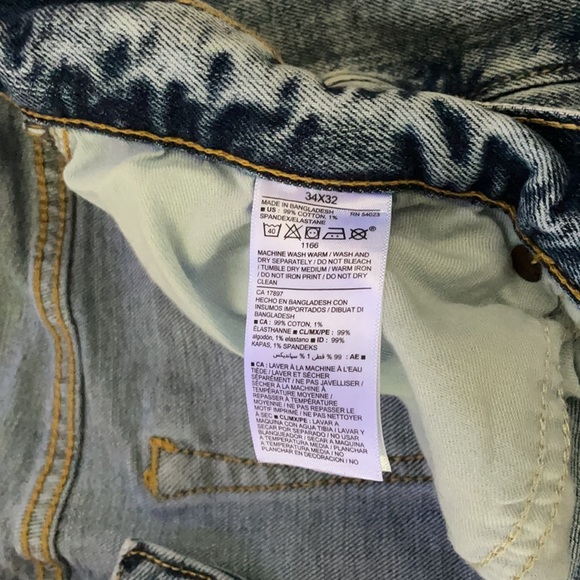 34X32
MADE IN BANGLADESH RN 54023
■ US : 99% COTTON, 1%
SPANDEX/ELASTANE
40
1166
MACHINE WASH WARM / WASH AND
DRY SEPARATELY / DO NOT BLEACH
/ TUMBLE DRY MEDIUM / WARM IRON
/ DO NOT IRON PRINT / DO NOT DRY
CLEAN
CA 17897
HECHO EN BANGLADESH CON
INSUMOS IMPORTADOS / DIBUAT DI
BANGLADESH
■ CA : 99% COTON, 1%
ÉLASTHANNE ■ CL/MX/PE : 99%
algodón, 1% elastano ■ ID : 99%
KAPAS, 1% SPANDEKS
■ AE : 99 % قطن 1 % سباندیکس
■ CA : LAVER À LA MACHINE À L'EAU
TIÈDE / LAVER ET SÉCHER
SÉPARÉMENT / NE PAS JAVELLISER /
SÉCHER À LA MACHINE À
TEMPÉRATURE MOYENNE /
REPASSER À TEMPÉRATURE
MOYENNE / NE PAS REPASSER LE
MOTIF IMPRIMÉ / NE PAS NETTOYER
À SEC ■ CL/MX/PE : LAVAR A
MÁQUINA CON AGUA TIBIA / LAVAR Y
SECAR POR SEPARADO / NO USAR
BLANQUEADOR / SECAR A MÁQUINA
A TEMPERATURA MEDIA / PLANCHAR
A TEMPERATURA MEDIA / NO
PLANCHAR EN DECORACION / NO